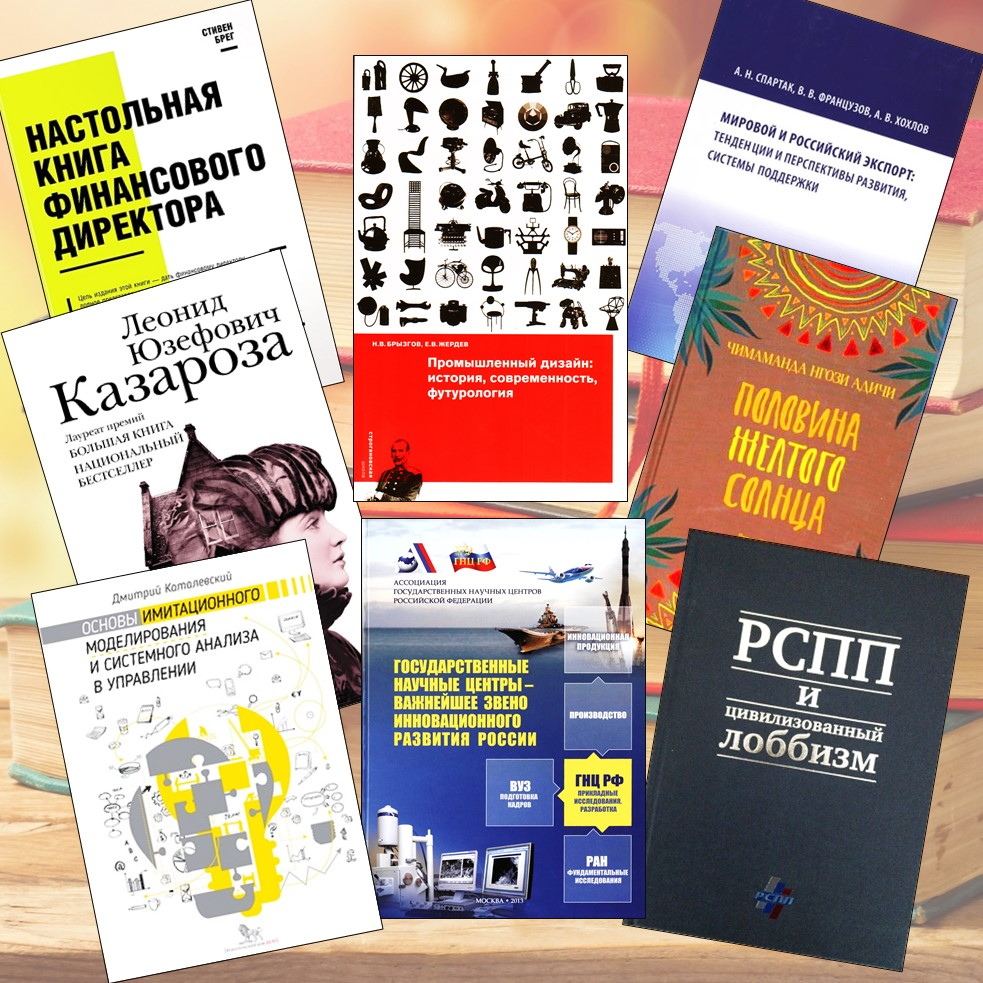 СТИВЕН
БРЕГ
НАСТОЛЬНАЯ
КНИГА
ФИНАНСОВОГО
ДИРЕКТОРА
Цель издания этой книги — дать финансовому директору
Леонид
Юзефович
Казароза
Лауреат премий
БОЛЬШАЯ КНИГА
НАЦИОНАЛЬНЫЙ
БЕСТСЕЛЛЕР
Дмитрий Каталевский
ОСНОВЫ ИМИТАЦИОННОГО
МОДЕЛИРОВАНИЯ
И СИСТЕМНОГО АНАЛИЗА
В УПРАВЛЕНИИ
Н.В. БРЫЗГОВ, Е.В. ЖЕРДЕВ
Промышленный дизайн:
история, современность,
футурология
строгановская
школа
АССОЦИАЦИЯ
ГОСУДАРСТВЕННЫХ НАУЧНЫХ ЦЕНТРОВ
РОССИЙСКОЙ ФЕДЕРАЦИИ
ГНЦ РФ
ГОСУДАРСТВЕННЫЕ
НАУЧНЫЕ ЦЕНТРЫ –
ВАЖНЕЙШЕЕ ЗВЕНО
ИННОВАЦИОННОГО
РАЗВИТИЯ РОССИИ
ИННОВАЦИОННАЯ
ПРОДУКЦИЯ
ПРОИЗВОДСТВО
ВУЗ
ПОДГОТОВКА
КАДРОВ
ГНЦ РФ
ПРИКЛАДНЫЕ
ИССЛЕДОВАНИЯ.
РАЗРАБОТКА
РАН
ФУНДАМЕНТАЛЬНЫЕ
ИССЛЕДОВАНИЯ
МОСКВА • 2013
А. Н. СПАРТАК, В. В. ФРАНЦУЗОВ, А. В. ХОХЛОВ
МИРОВОЙ И РОССИЙСКИЙ ЭКСПОРТ:
ТЕНДЕНЦИИ И ПЕРСПЕКТИВЫ РАЗВИТИЯ,
СИСТЕМЫ ПОДДЕРЖКИ
ЧИМАМАНДА НГОЗИ АДИЧИ
ПОЛОВИНА
ЖЕЛТОГО
СОЛНЦА
РСПП
и
цивилизованный
лоббизм
РСПП